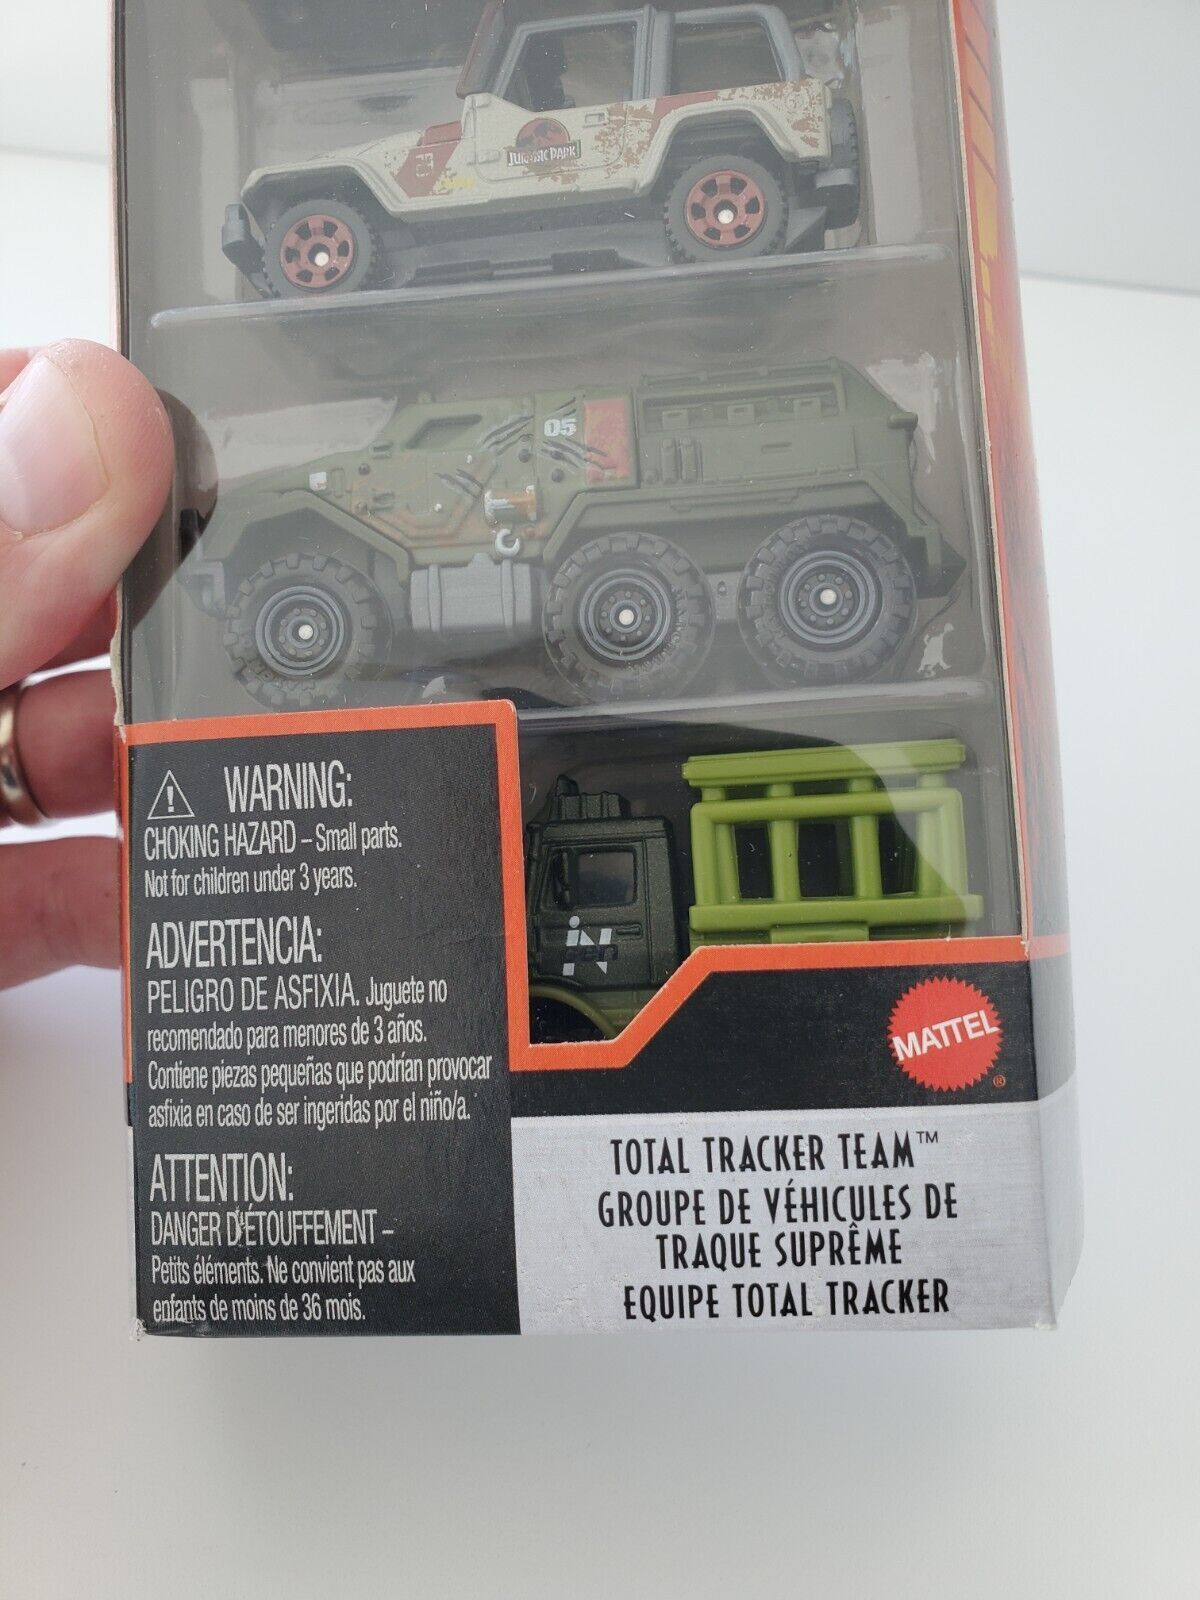 JURASSIC PARK
05
WARNING:
CHOKING HAZARD – Small parts.
Not for children under 3 years.
ADVERTENCIA:
PELIGRO DE ASFIXIA. Juguete no
recomendado para menores de 3 años.
Contiene piezas pequeñas que podrían provocar
asfixia en caso de ser ingeridas por el niño/a.
ATTENTION:
DANGER D'ÉTOUFFEMENT –
Petits éléments. Ne convient pas aux
enfants de moins de 36 mois.
MATTEL®
TOTAL TRACKER TEAM™
GROUPE DE VÉHICULES DE
TRAQUE SUPRÊME
EQUIPE TOTAL TRACKER